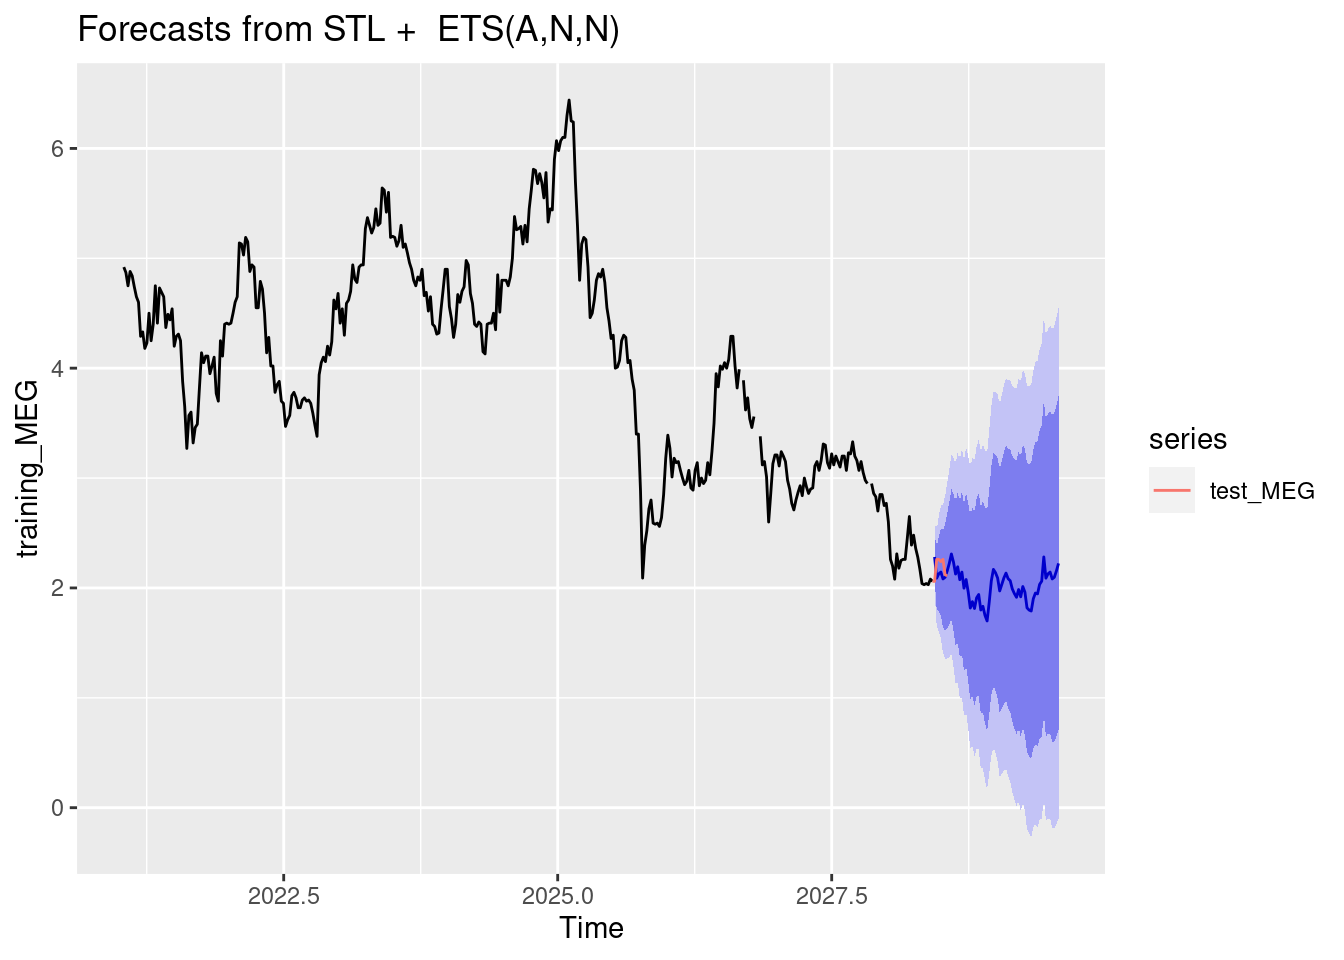 Forecasts from STL +  ETS(A,N,N)
training_MEG
6
4
2
0
2022.5
2025.0
2027.5
Time
series
test_MEG